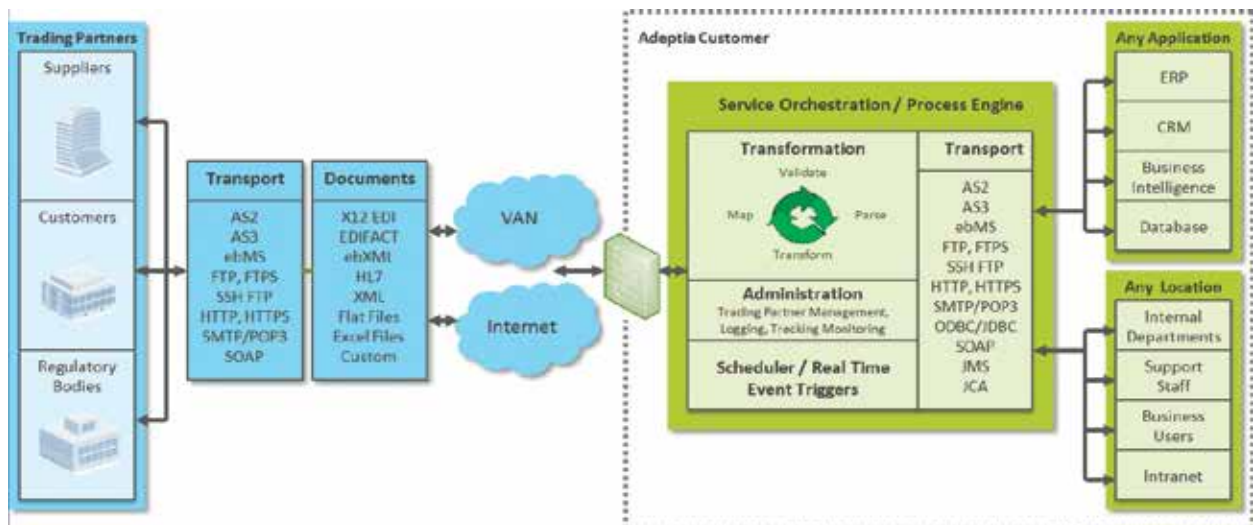 Trading Partners
Suppliers
Customers
Regulatory
Bodies
Transport
AS2
AS3
ebMS
FTP, FTPS
SSH FTP
HTTP, HTTPS
SMTP/POP3
SOAP
Documents
X12 EDI
EDIFACT
ebXML
HL7
XML
Flat Files
Excel Files
Custom
VAN
Internet
Adeptia Customer
Service Orchestration / Process Engine
Transformation
Validate
Map
Parse
Transform
Administration
Trading Partner Management,
Logging, Tracking Monitoring
Scheduler / Real Time
Event Triggers
Transport
AS2
AS3
ebMS
FTP, FTPS
SSH FTP
HTTP, HTTPS
SMTP/POP3
ODBC/JDBC
SOAP
JMS
JCA
Any Application
ERP
CRM
Business
Intelligence
Database
Any Location
Internal
Departments
Support
Staff
Business
Users
Intranet